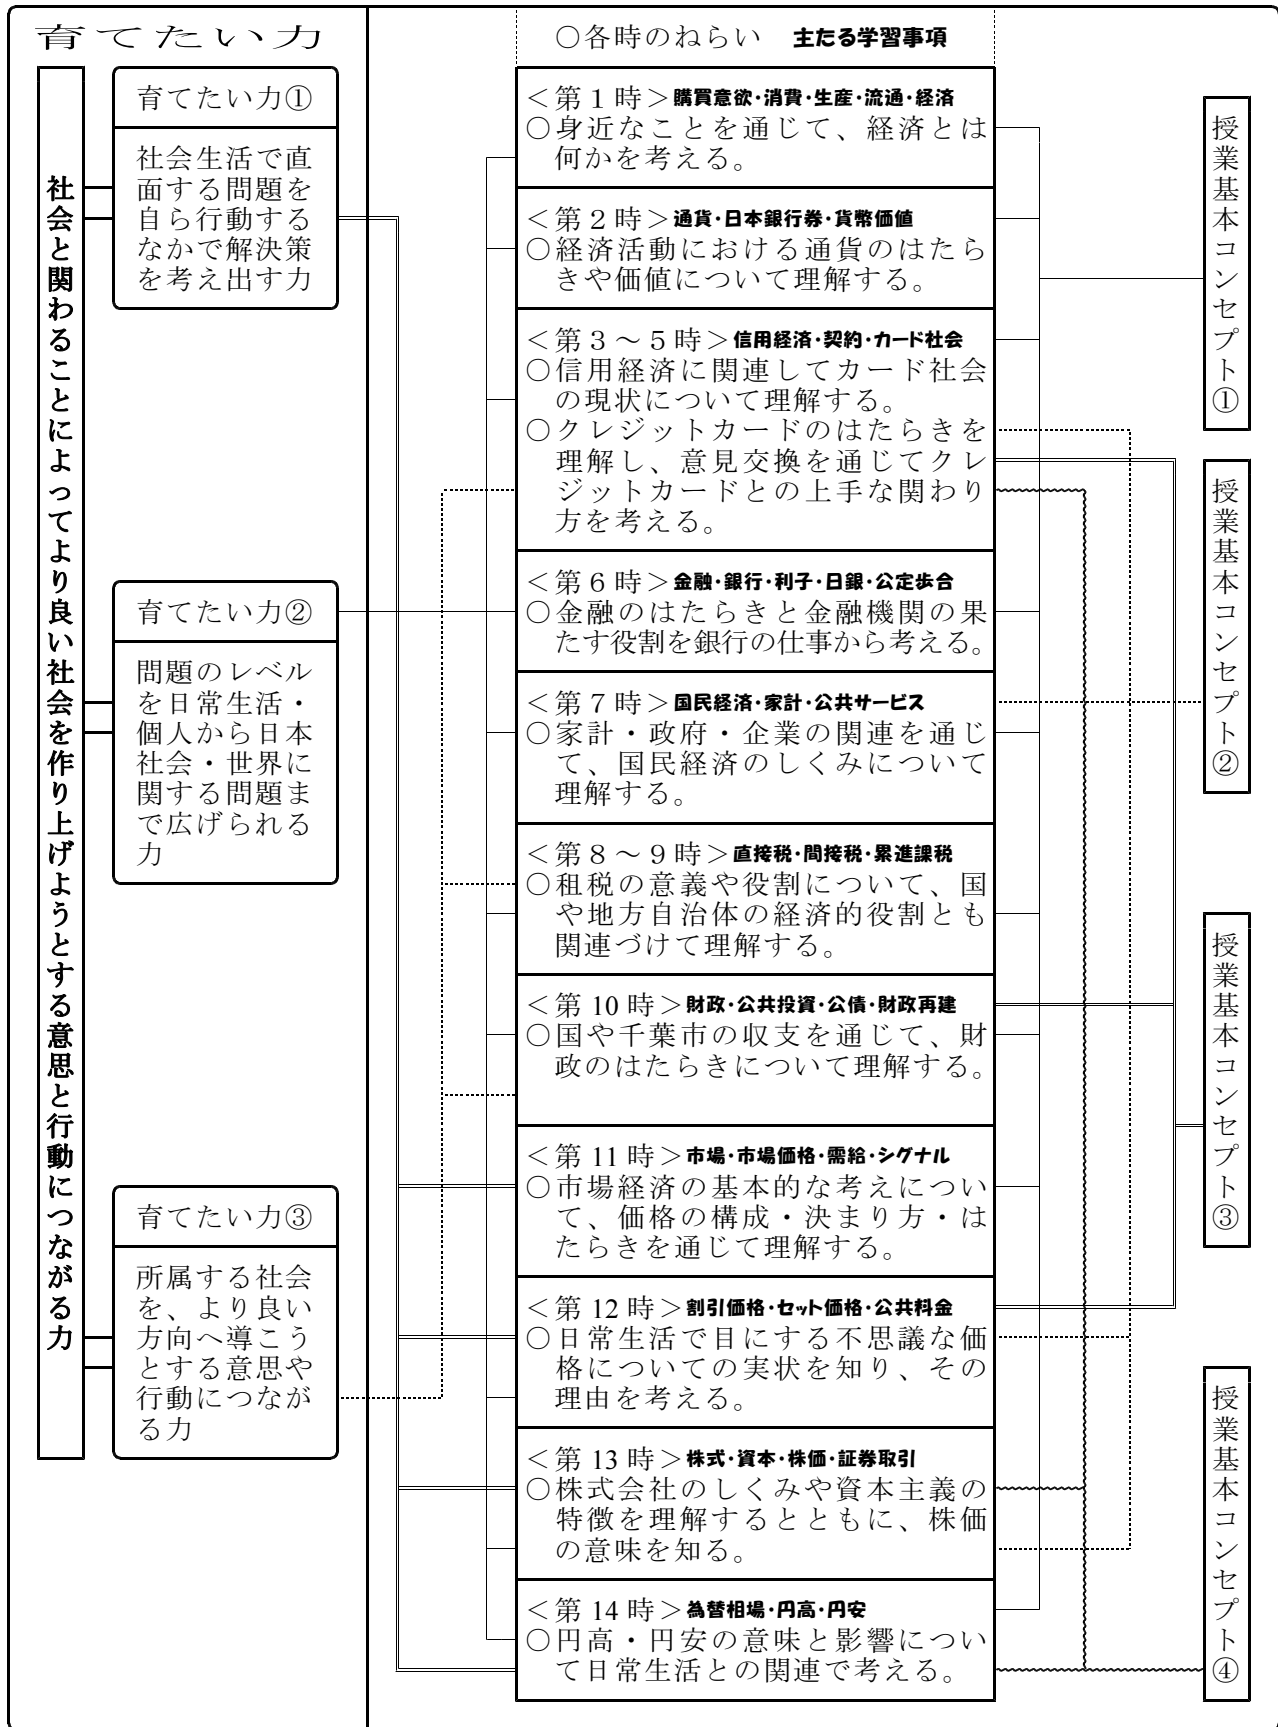 育てたい力
○各時のねらい 主たる学習事項
社会と関わることによってより良い社会を作り上げようとする意思と行動につながる力
育てたい力①
社会生活で直
面する問題を
自ら行動する
なかで解決策
を考え出す力
育てたい力②
問題のレベル
を日常生活・
個人から日本
社会・世界に
関する問題ま
で広げられる
力
育てたい力③
所属する社会
を、より良い
方向へ導こう
とする意思や
行動につなが
る力
＜第１時＞購買意欲・消費・生産・流通・経済
○身近なことを通じて、経済とは
何かを考える。
＜第２時＞通貨・日本銀行券・貨幣価値
○経済活動における通貨のはたら
きや価値について理解する。
＜第３～５時＞信用経済・契約・カード社会
○信用経済に関連してカード社会
の現状について理解する。
○クレジットカードのはたらきを
理解し、意見交換を通じてクレ
ジットカードとの上手な関わり
方を考える。
＜第６時＞金融・銀行・利子・日銀・公定歩合
○金融のはたらきと金融機関の果
たす役割を銀行の仕事から考える。
＜第７時＞国民経済・家計・公共サービス
○家計・政府・企業の関連を通じ
て、国民経済のしくみについて
理解する。
＜第８～９時＞直接税・間接税・累進課税
○租税の意義や役割について、国
や地方自治体の経済的役割とも
関連づけて理解する。
＜第 10 時＞財政・公共投資・公債・財政再建
○国や千葉市の収支を通じて、財
政のはたらきについて理解する。
＜第 11 時＞市場・市場価格・需給・シグナル
○市場経済の基本的な考えについ
て、価格の構成・決まり方・は
たらきを通じて理解する。
＜第 12 時＞割引価格・セット価格・公共料金
○日常生活で目にする不思議な価
格についての実状を知り、その
理由を考える。
＜第 13 時＞株式・資本・株価・証券取引
○株式会社のしくみや資本主義の
特徴を理解するとともに、株価
の意味を知る。
＜第 14 時＞為替相場・円高・円安
○円高・円安の意味と影響につい
て日常生活との関連で考える。
授業基本コンセプト①
授業基本コンセプト②
授業基本コンセプト③
授業基本コンセプト④